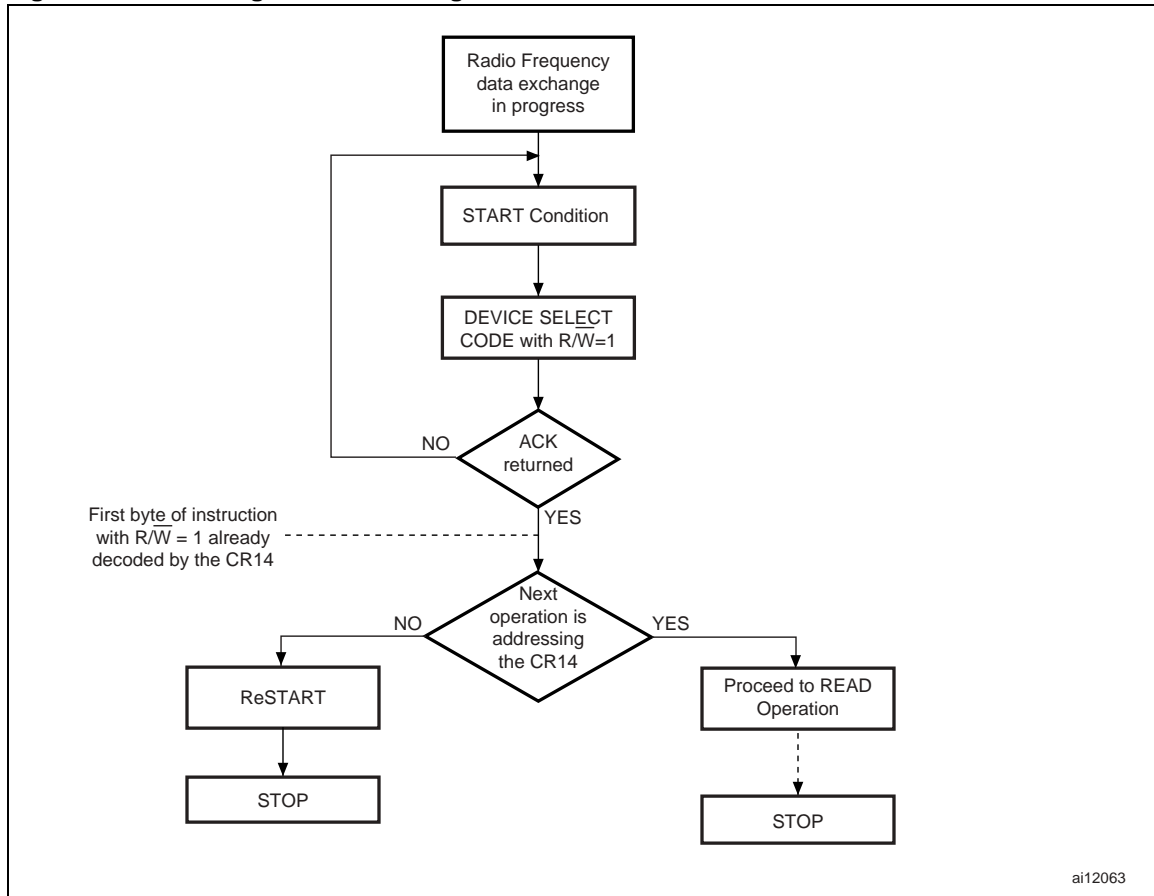 Radio Frequency
data exchange
in progress
START Condition
DEVICE SELECT
CODE with R/W̅=1
NO
ACK
returned
YES
First byte of instruction
with R/W̅ = 1 already
decoded by the CR14
Next
operation is
addressing
the CR14
NO
YES
ReSTART
Proceed to READ
Operation
STOP
STOP
ai12063